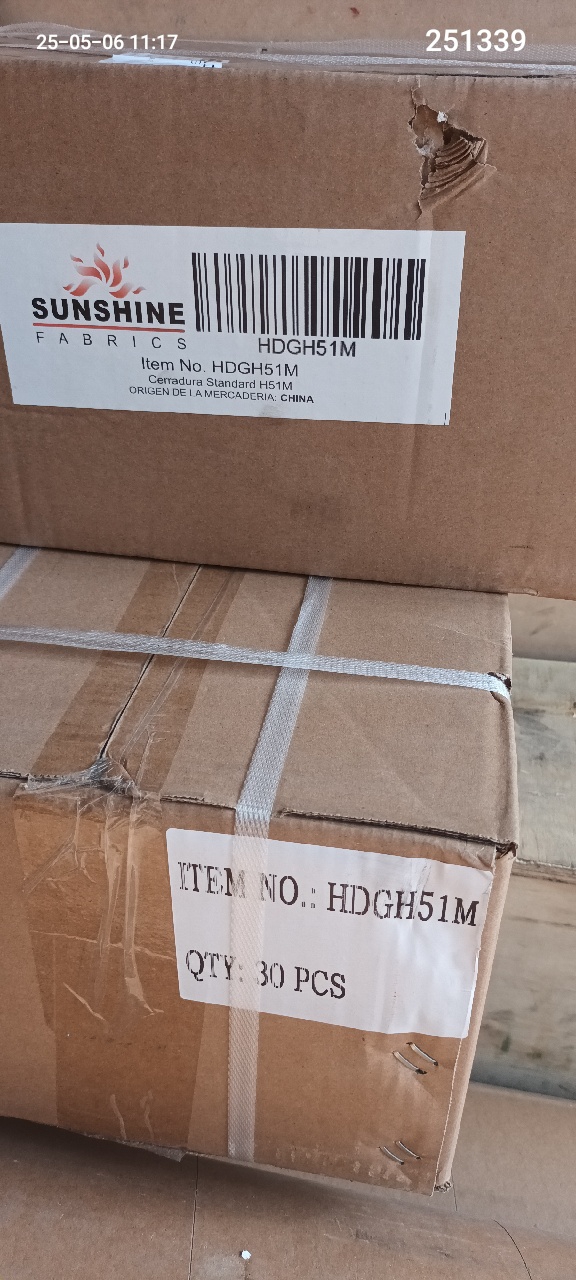 25-05-06 11:17
251339
SUNSHINE
FABRICS
HDGH51M
Item No. HDGH51M
Cerradura Standard H51M
ORIGEN DE LA MERCADERIA: CHINA
ITEM NO.: HDGH51M
QTY: 30 PCS